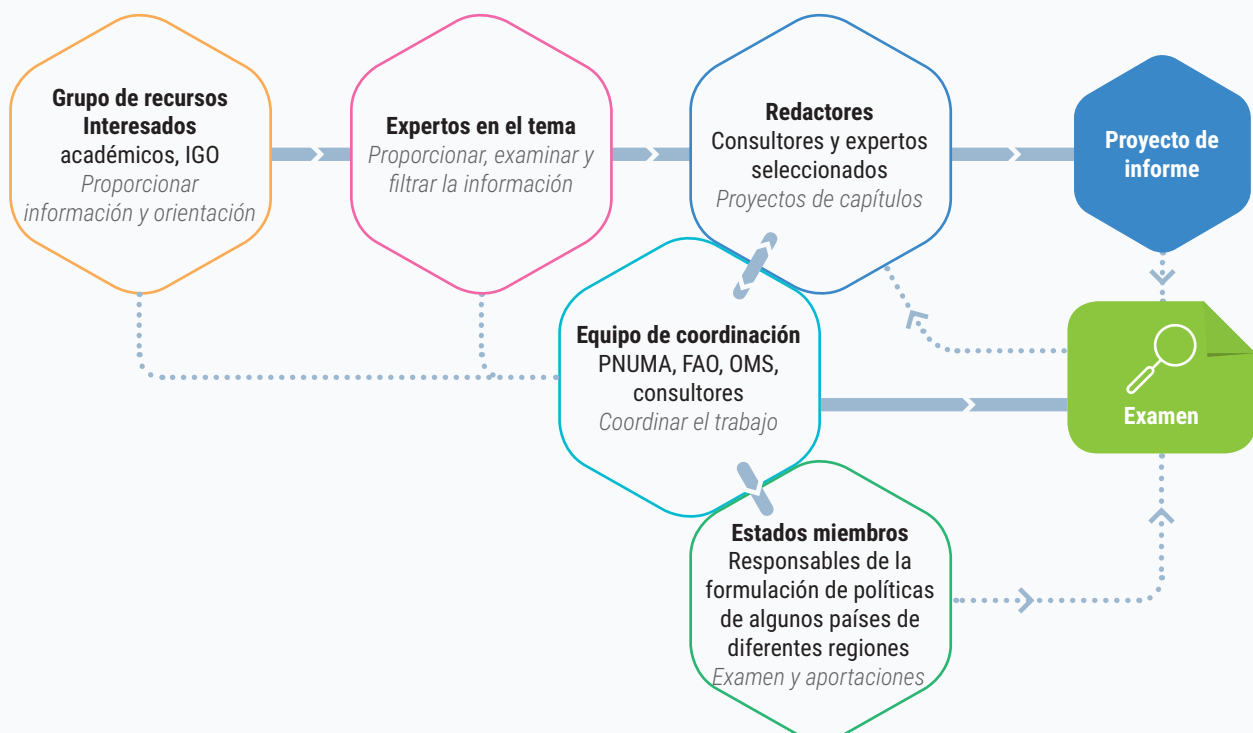 Grupo de recursos
Interesados
académicos, IGO
Proporcionar
información y orientación
Expertos en el tema
Proporcionar, examinar y
filtrar la información
Redactores
Consultores y expertos
seleccionados
Proyectos de capítulos
Proyecto de
informe
Equipo de coordinación
PNUMA, FAO, OMS,
consultores
Coordinar el trabajo
Examen
Estados miembros
Responsables de la
formulación de políticas
de algunos países de
diferentes regiones
Examen y aportaciones